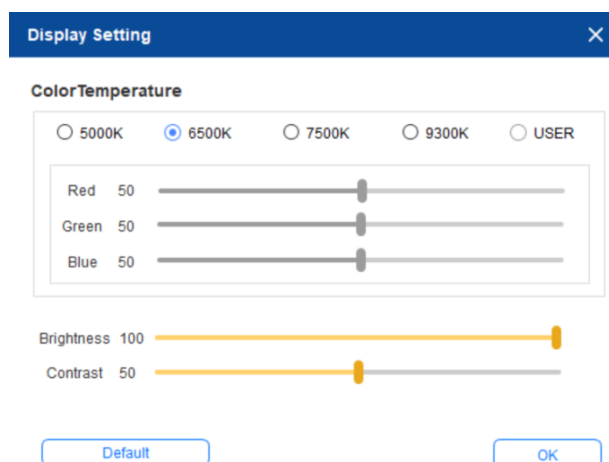 Display Setting
ColorTemperature
5000K 6500K 7500K 9300K USER
Red 50
Green 50
Blue 50
Brightness 100
Contrast 50
Default OK